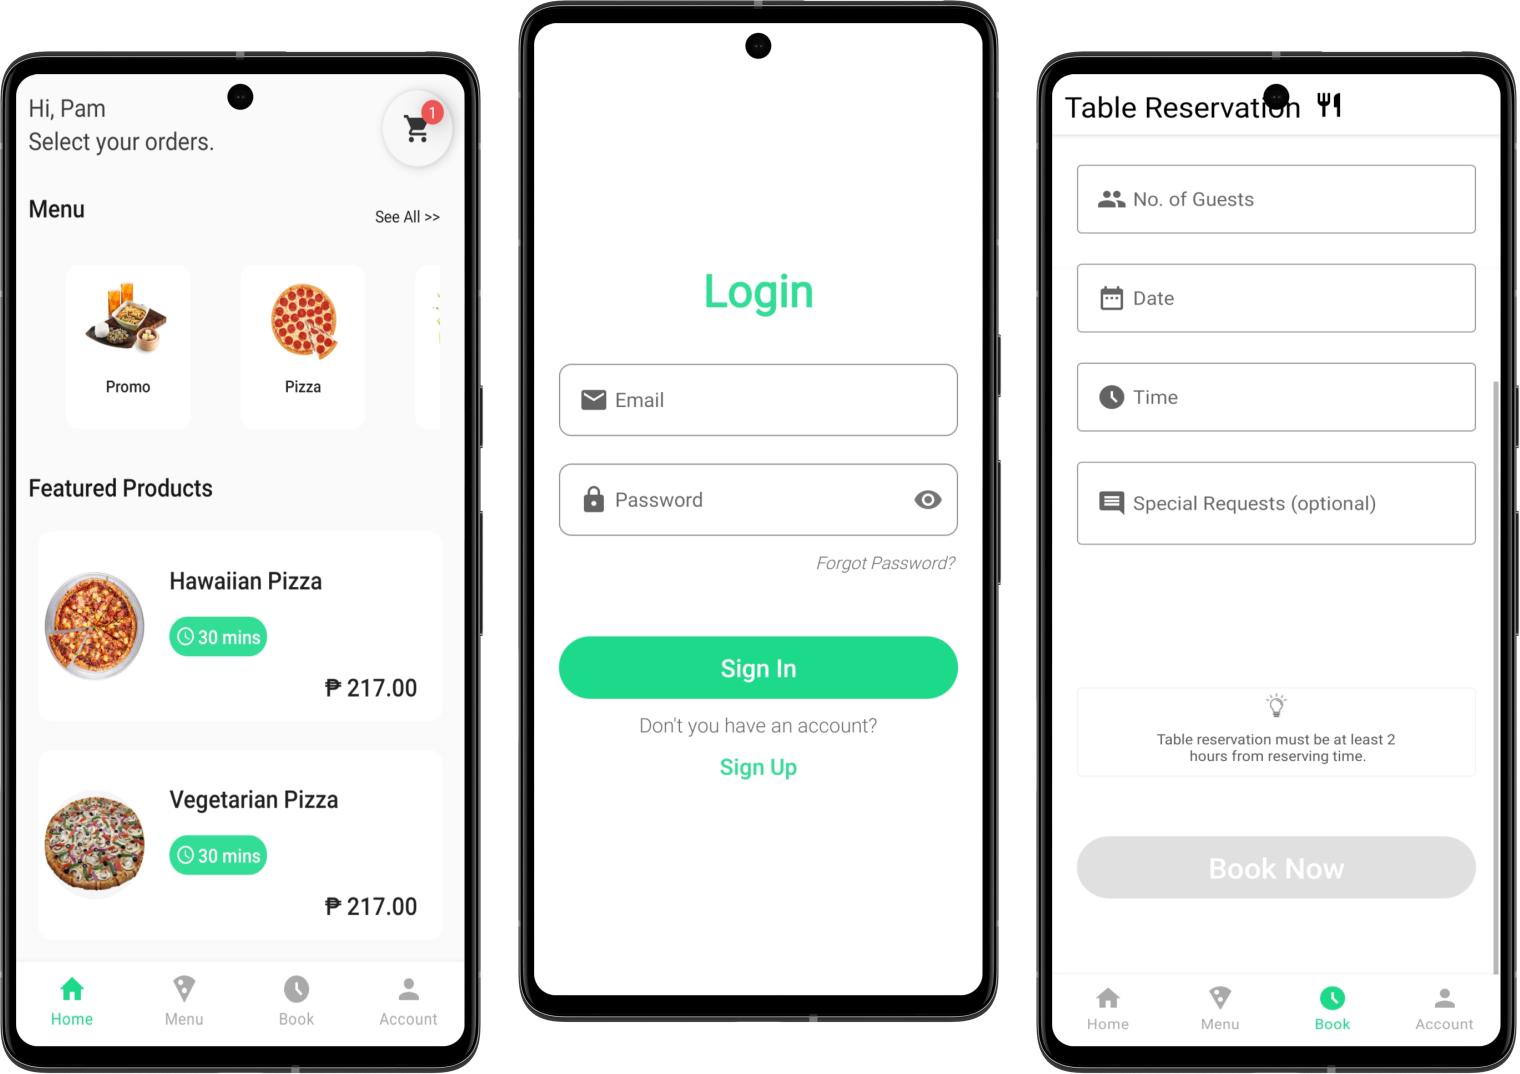 Hi, Pam
Select your orders.
1
Menu
See All >>
Promo
Pizza
Featured Products
Hawaiian Pizza
30 mins
₱ 217.00
Vegetarian Pizza
30 mins
₱ 217.00
Home
Menu
Book
Account
Login
Email
Password
Forgot Password?
Sign In
Don't you have an account?
Sign Up
Table Reservation
No. of Guests
Date
Time
Special Requests (optional)
Table reservation must be at least 2
hours from reserving time.
Book Now
Home
Menu
Book
Account